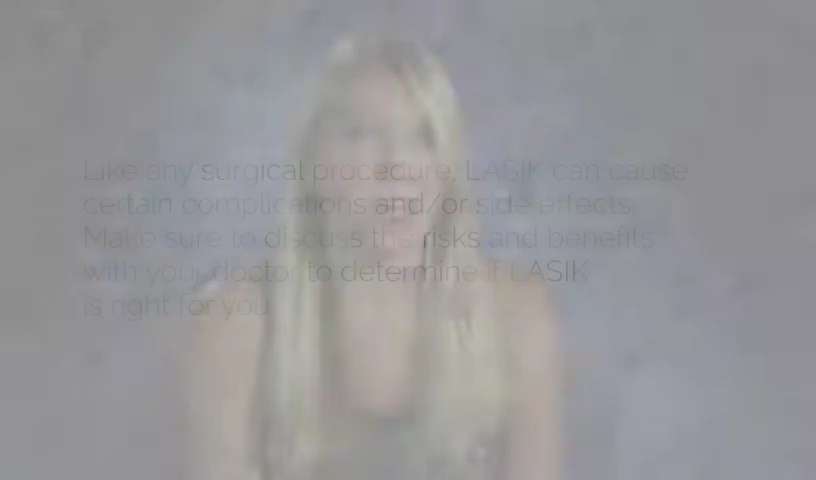 Like any surgical procedure, LASIK can cause
certain complications and/or side effects.
Make sure to discuss the risks and benefits
with your doctor to determine if LASIK
is right for you.